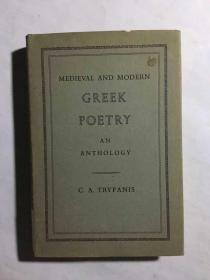 MEDIEVAL AND MODERN
GREEK
POETRY
AN
ANTHOLOGY
C. A. TRYPANIS